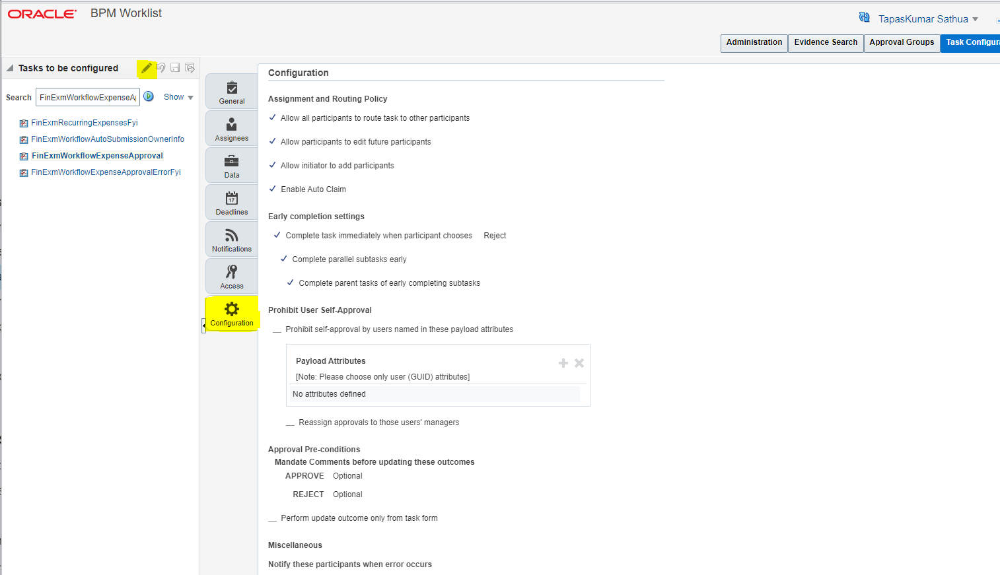 ORACLE BPM Worklist
TapasKumar Sathua
Administration Evidence Search Approval Groups Task Configura
Tasks to be configured
Search FinExmWorkflowExpenseA Show
FinExmRecurringExpensesFyi
FinExmWorkflowAutoSubmissionOwnerInfo
FinExmWorkflowExpenseApproval
FinExmWorkflowExpenseApprovalErrorFyi
General
Assignees
Data
17
Deadlines
Notifications
Access
Configuration
Configuration
Assignment and Routing Policy
Allow all participants to route task to other participants
Allow participants to edit future participants
Allow initiator to add participants
Enable Auto Claim
Early completion settings
Complete task immediately when participant chooses Reject
Complete parallel subtasks early
Complete parent tasks of early completing subtasks
Prohibit User Self-Approval
Prohibit self-approval by users named in these payload attributes
Payload Attributes
[Note: Please choose only user (GUID) attributes]
No attributes defined
Reassign approvals to those users' managers
Approval Pre-conditions
Mandate Comments before updating these outcomes
APPROVE Optional
REJECT Optional
Perform update outcome only from task form
Miscellaneous
Notify these participants when error occurs